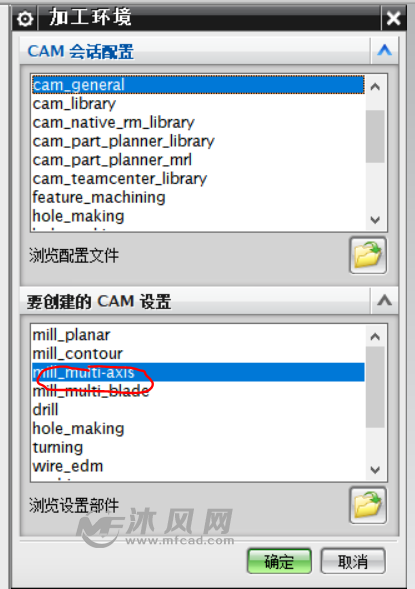 加工环境
CAM 会话配置
cam_general
cam_library
cam_native_rm_library
cam_part_planner_library
cam_part_planner_mrl
cam_teamcenter_library
feature_machining
hole_making
浏览配置文件
要创建的 CAM 设置
mill_planar
mill_contour
mill_multi-axis
mill_multi_blade
drill
hole_making
turning
wire_edm
浏览设置部件
MF沐风网
www.mfcad.com
确定
取消